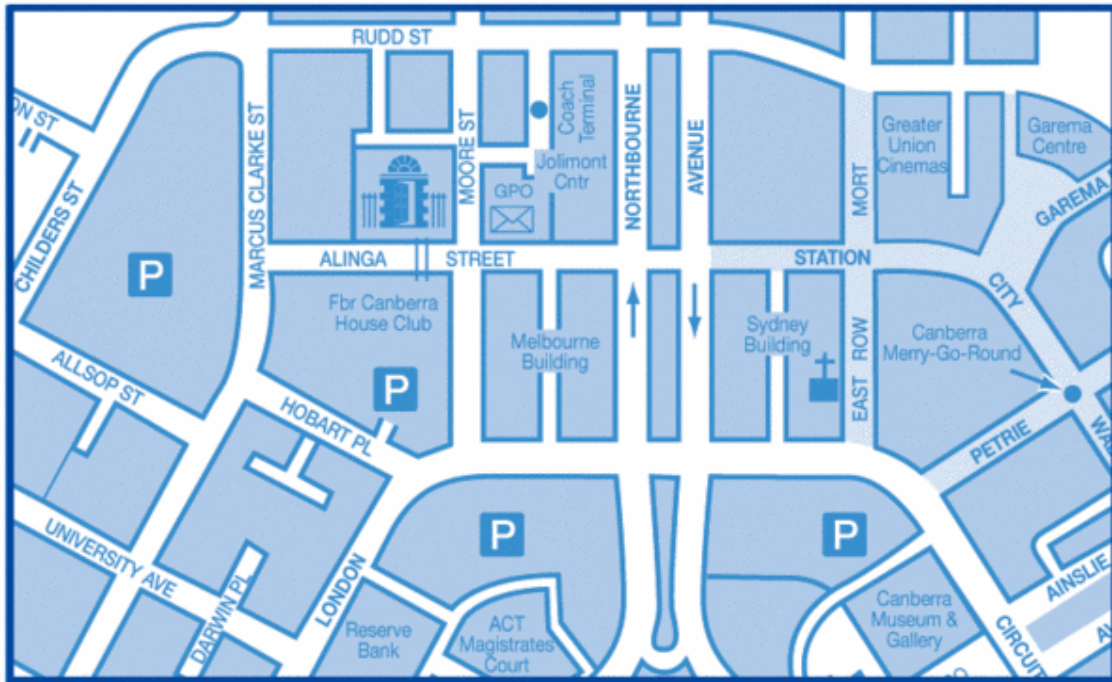 RUDD ST
ON ST
CHILDERS ST
MARCUS CLARKE ST
MOORE ST
Coach
Terminal
Jolimont
Cntr
GPO
NORTHBOURNE
AVENUE
MORT
Greater
Union
Cinemas
Garema
Centre
GAREMA
P
ALINGA STREET
STATION
CITY
Fbr Canberra
House Club
Melbourne
Building
Sydney
Building
EAST ROW
Canberra
Merry-Go-Round
ALLSOP ST
P
HOBART PL
PETRIE
WA
UNIVERSITY AVE
DARWIN PL
LONDON
P
P
Reserve
Bank
ACT
Magistrates
Court
Canberra
Museum &
Gallery
CIRCUIT
AINSLIE